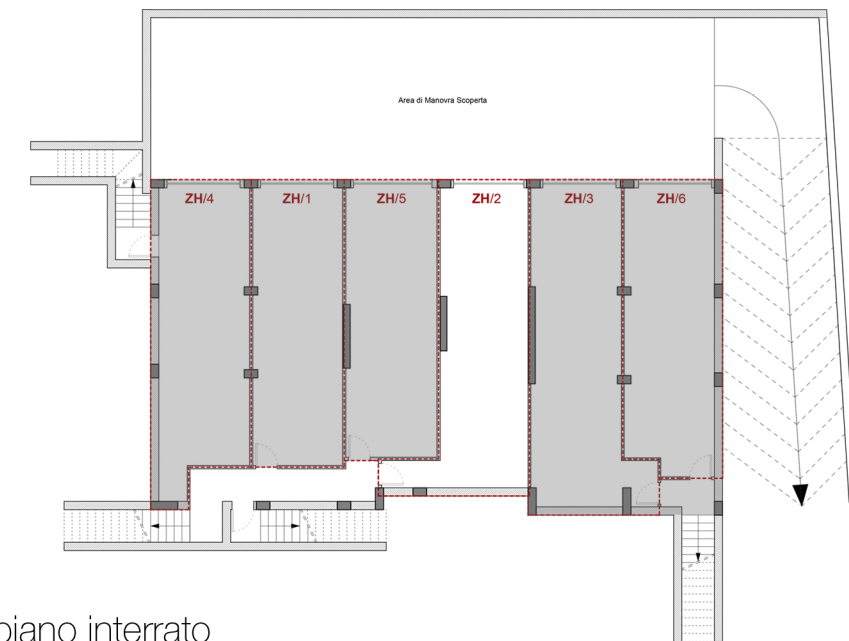 Area di Manovra Scoperta
ZH/4 ZH/1 ZH/5 ZH/2 ZH/3 ZH/6
piano interrato